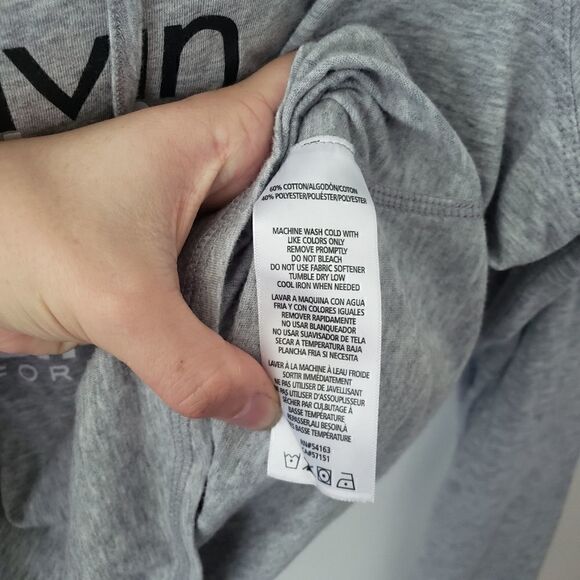 vin
FOR
60% COTTON/ALGODÓN/COTON
40% POLYESTER/POLIÉSTER/POLYESTER
MACHINE WASH COLD WITH
LIKE COLORS ONLY
REMOVE PROMPTLY
DO NOT BLEACH
DO NOT USE FABRIC SOFTENER
TUMBLE DRY LOW
COOL IRON WHEN NEEDED
LAVAR A MAQUINA CON AGUA
FRIA Y CON COLORES IGUALES
REMOVER RAPIDAMENTE
NO USAR BLANQUEADOR
NO USAR SUAVISADOR DE TELA
SECAR A TEMPERATURA BAJA
PLANCHA FRIA SI NECESITA
LAVER À LA MACHINE À L'EAU FROIDE
SORTIR IMMÉDIATEMENT
NE PAS UTILISER DE JAVELLISANT
NE PAS UTILISER D'ASSOUPLISSEUR
SÉCHER PAR CULBUTAGE À
BASSE TEMPÉRATURE
REPASSER, AU BESOIN, À
BASSE TEMPÉRATURE
RN#54163
CA#57151